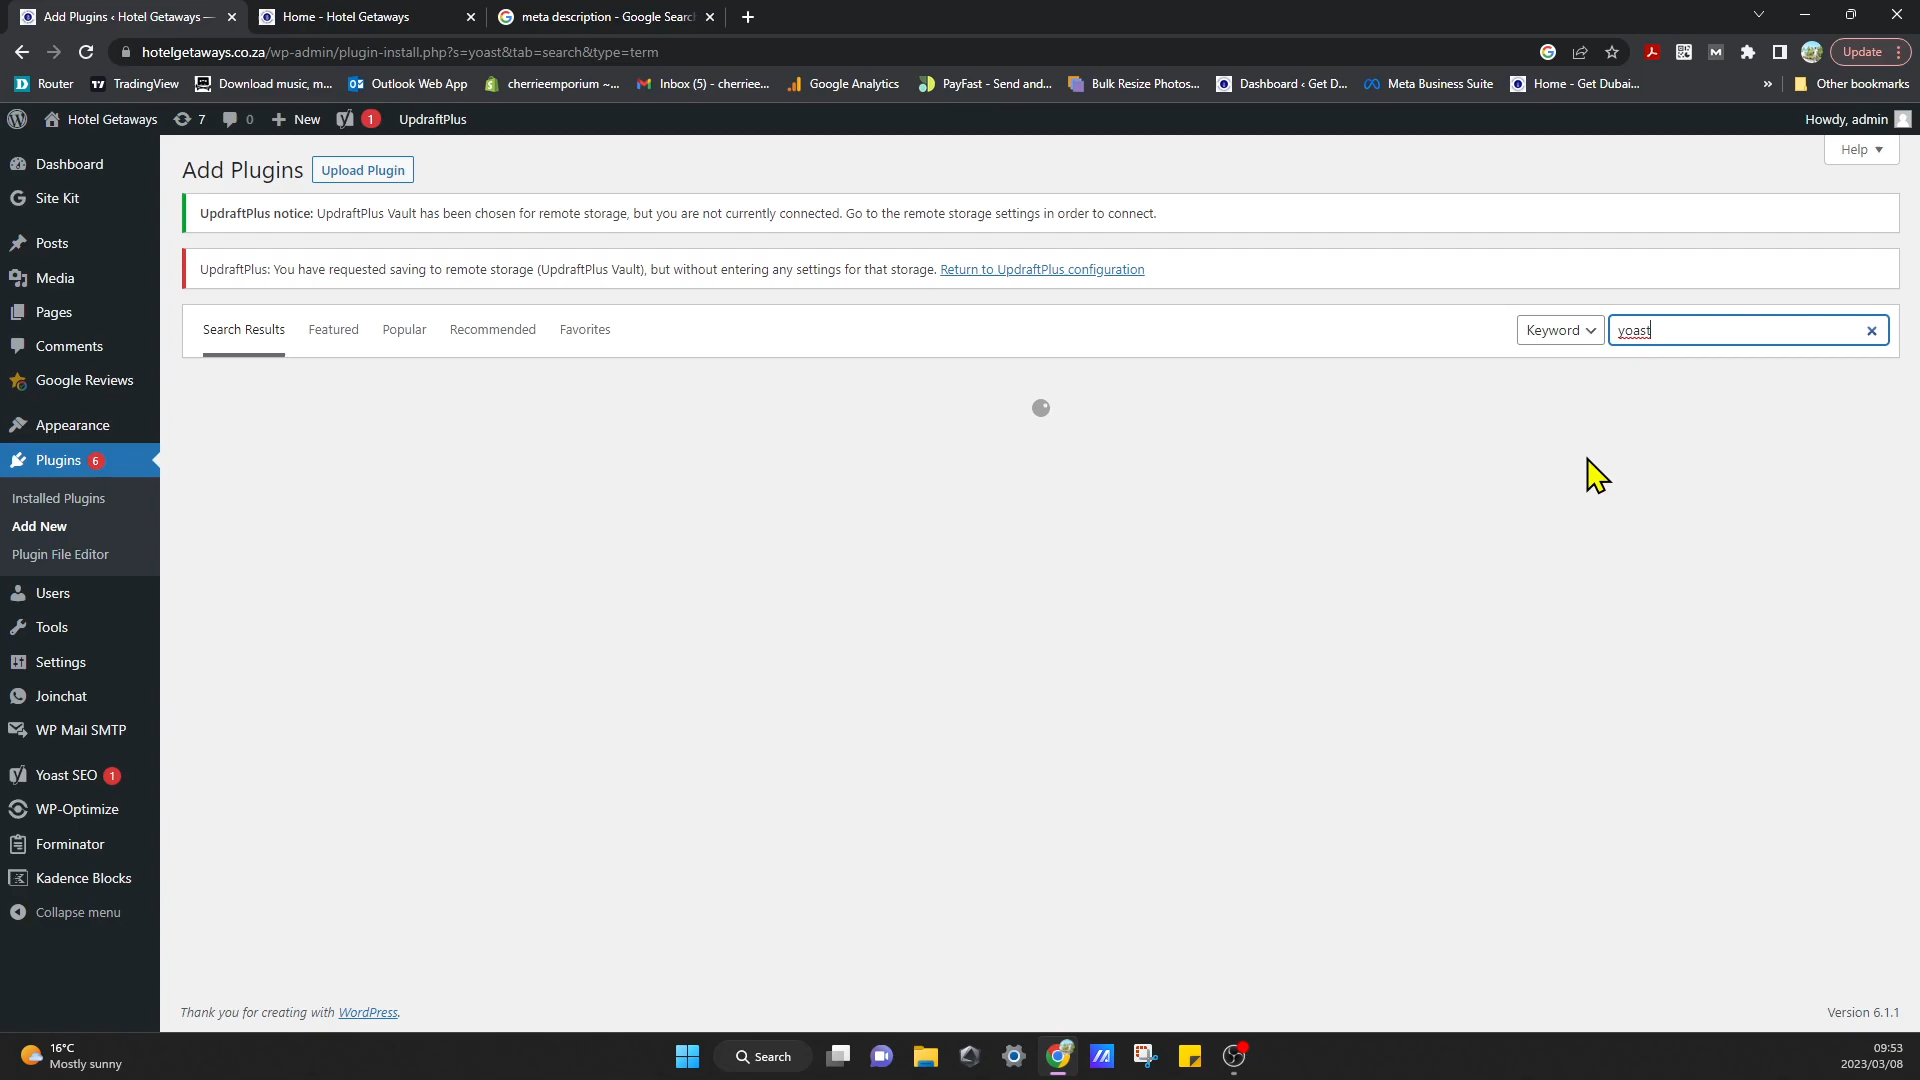 Add Plugins ‹ Hotel Getaways —
Home - Hotel Getaways
meta description - Google Searc
hotelgetaways.co.za/wp-admin/plugin-install.php?s=yoast&tab=search&type=term
Update
Router
TradingView
Download music, m...
Outlook Web App
cherrieemporium ~...
Inbox (5) - cherriee...
Google Analytics
PayFast - Send and...
Bulk Resize Photos...
Dashboard ‹ Get D...
Meta Business Suite
Home - Get Dubai...
»
Other bookmarks
Hotel Getaways
7
0
New
1
UpdraftPlus
Howdy, admin
Dashboard
Site Kit
Posts
Media
Pages
Comments
Google Reviews
Appearance
Plugins 6
Installed Plugins
Add New
Plugin File Editor
Users
Tools
Settings
Joinchat
WP Mail SMTP
Yoast SEO 1
WP-Optimize
Forminator
Kadence Blocks
Collapse menu
Help
Add Plugins
Upload Plugin
UpdraftPlus notice: UpdraftPlus Vault has been chosen for remote storage, but you are not currently connected. Go to the remote storage settings in order to connect.
UpdraftPlus: You have requested saving to remote storage (UpdraftPlus Vault), but without entering any settings for that storage. Return to UpdraftPlus configuration
Search Results
Featured
Popular
Recommended
Favorites
Keyword
yoast
Thank you for creating with WordPress.
Version 6.1.1
16°C
Mostly sunny
Search
09:53
2023/03/08